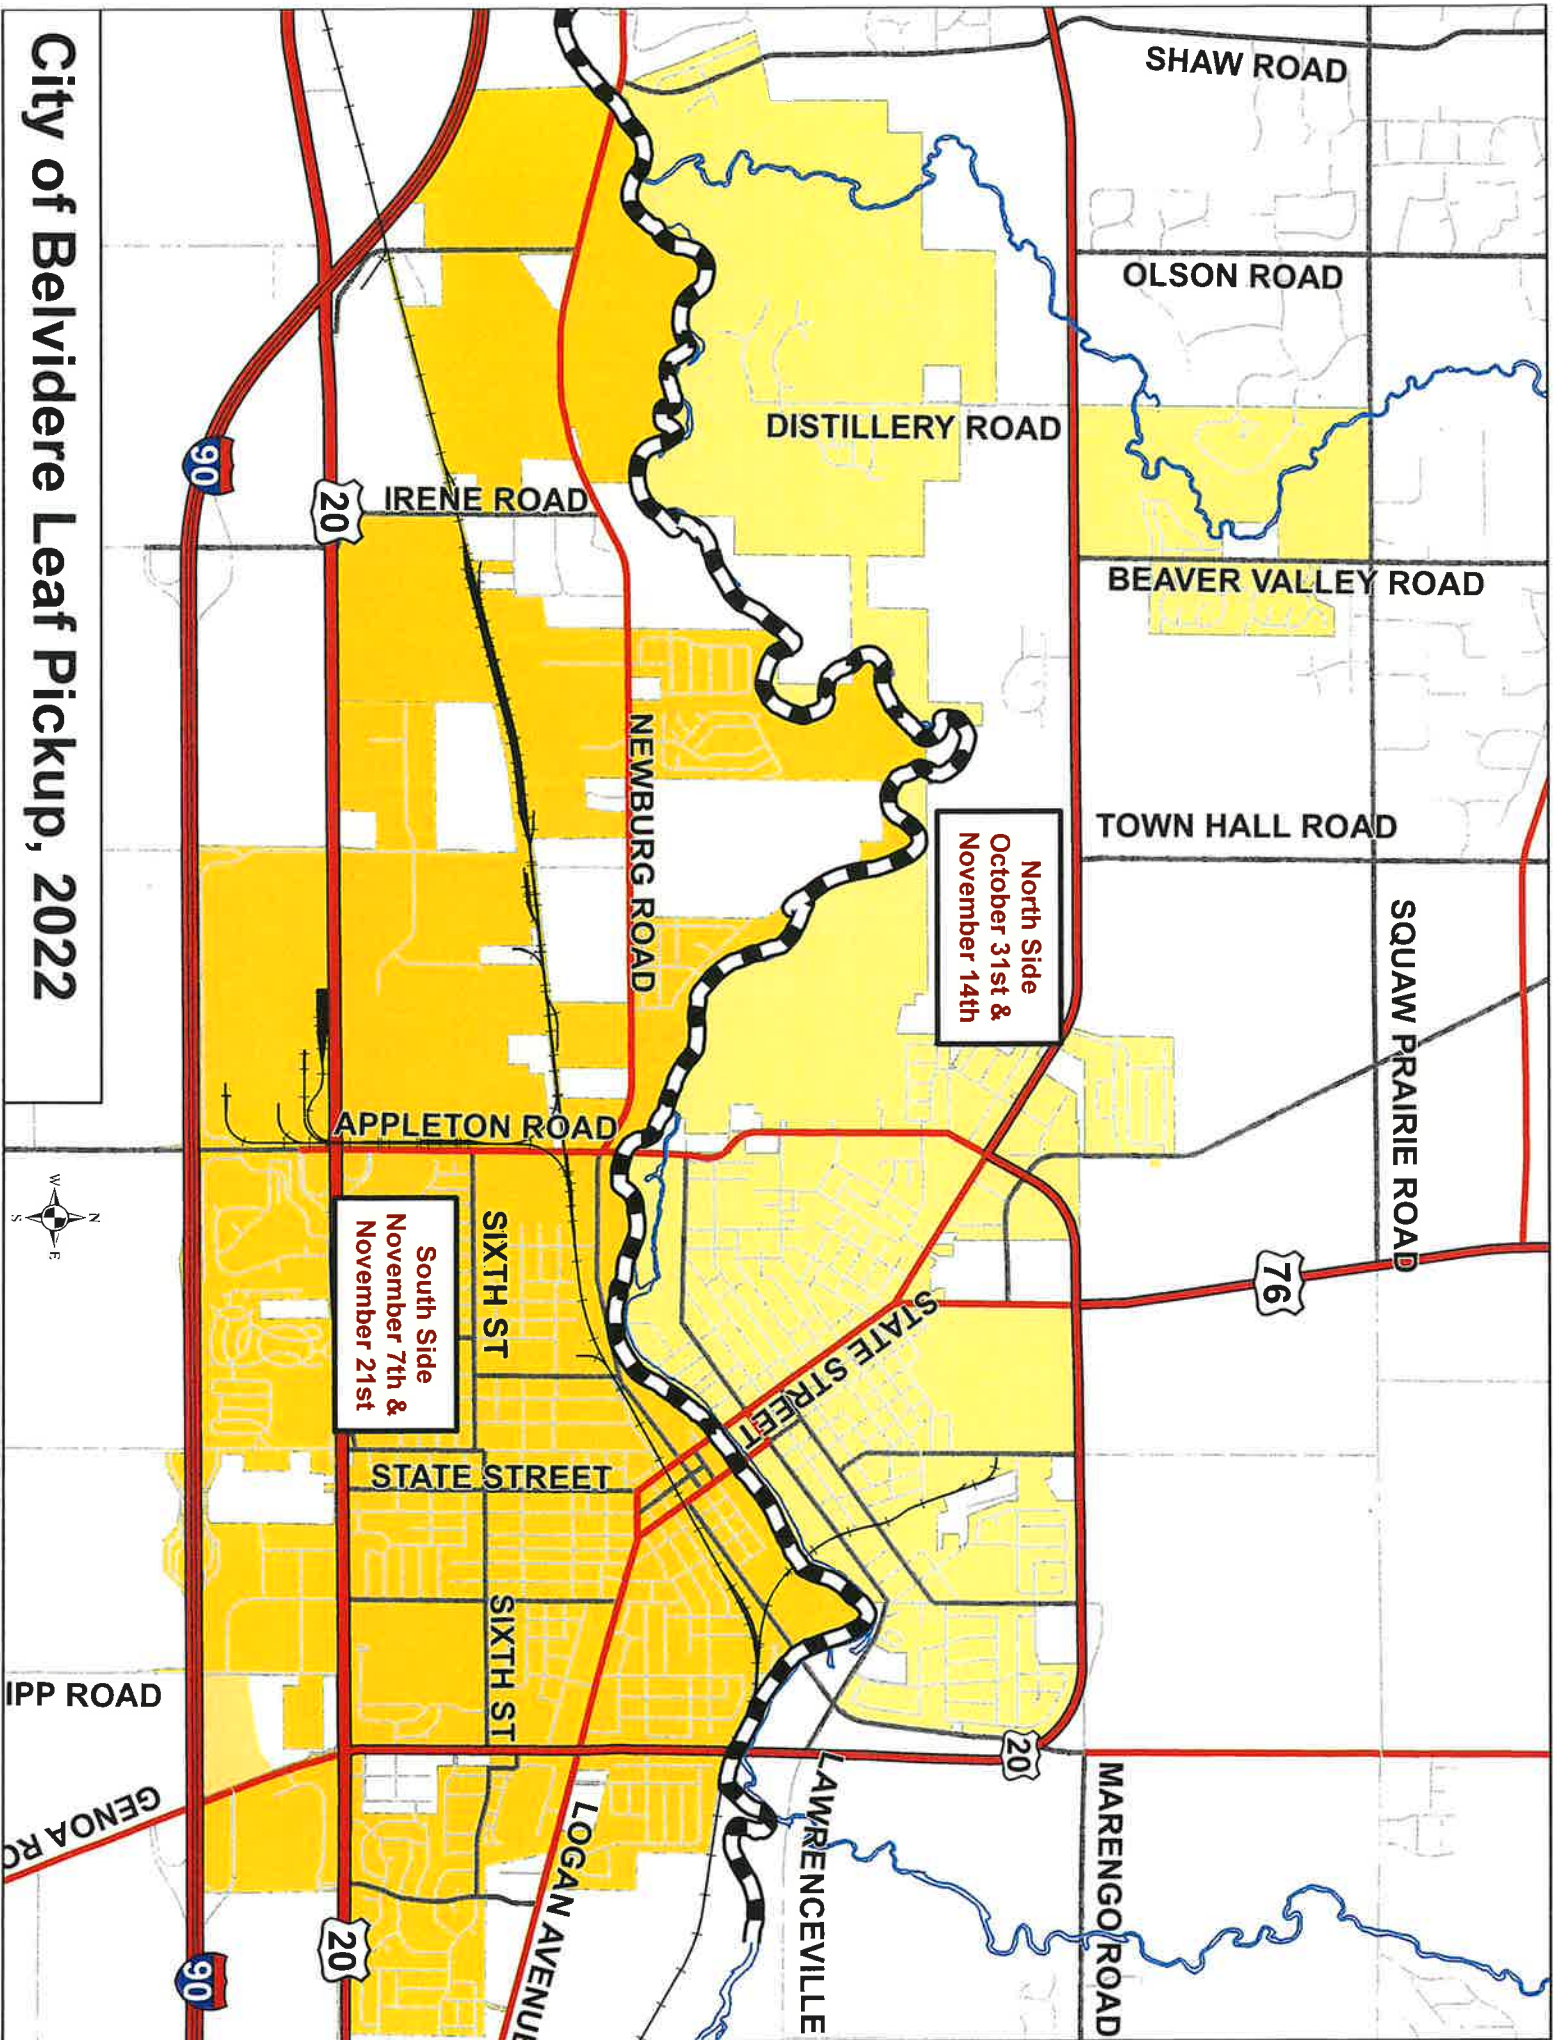 SHAW ROAD
OLSON ROAD
DISTILLERY ROAD
BEAVER VALLEY ROAD
TOWN HALL ROAD
SQUAW PRAIRIE ROAD
76
IRENE ROAD
90
20
NEWBURG ROAD
North Side
October 31st &
November 14th
APPLETON ROAD
SIXTH ST
South Side
November 7th &
November 21st
STATE STREET
STATE STREET
SIXTH ST
LOGAN AVENUE
LAWRENCEVILLE
MARENGO ROAD
20
20
90
IPP ROAD
GENOA RO
N
W
E
S
City of Belvidere Leaf Pickup, 2022